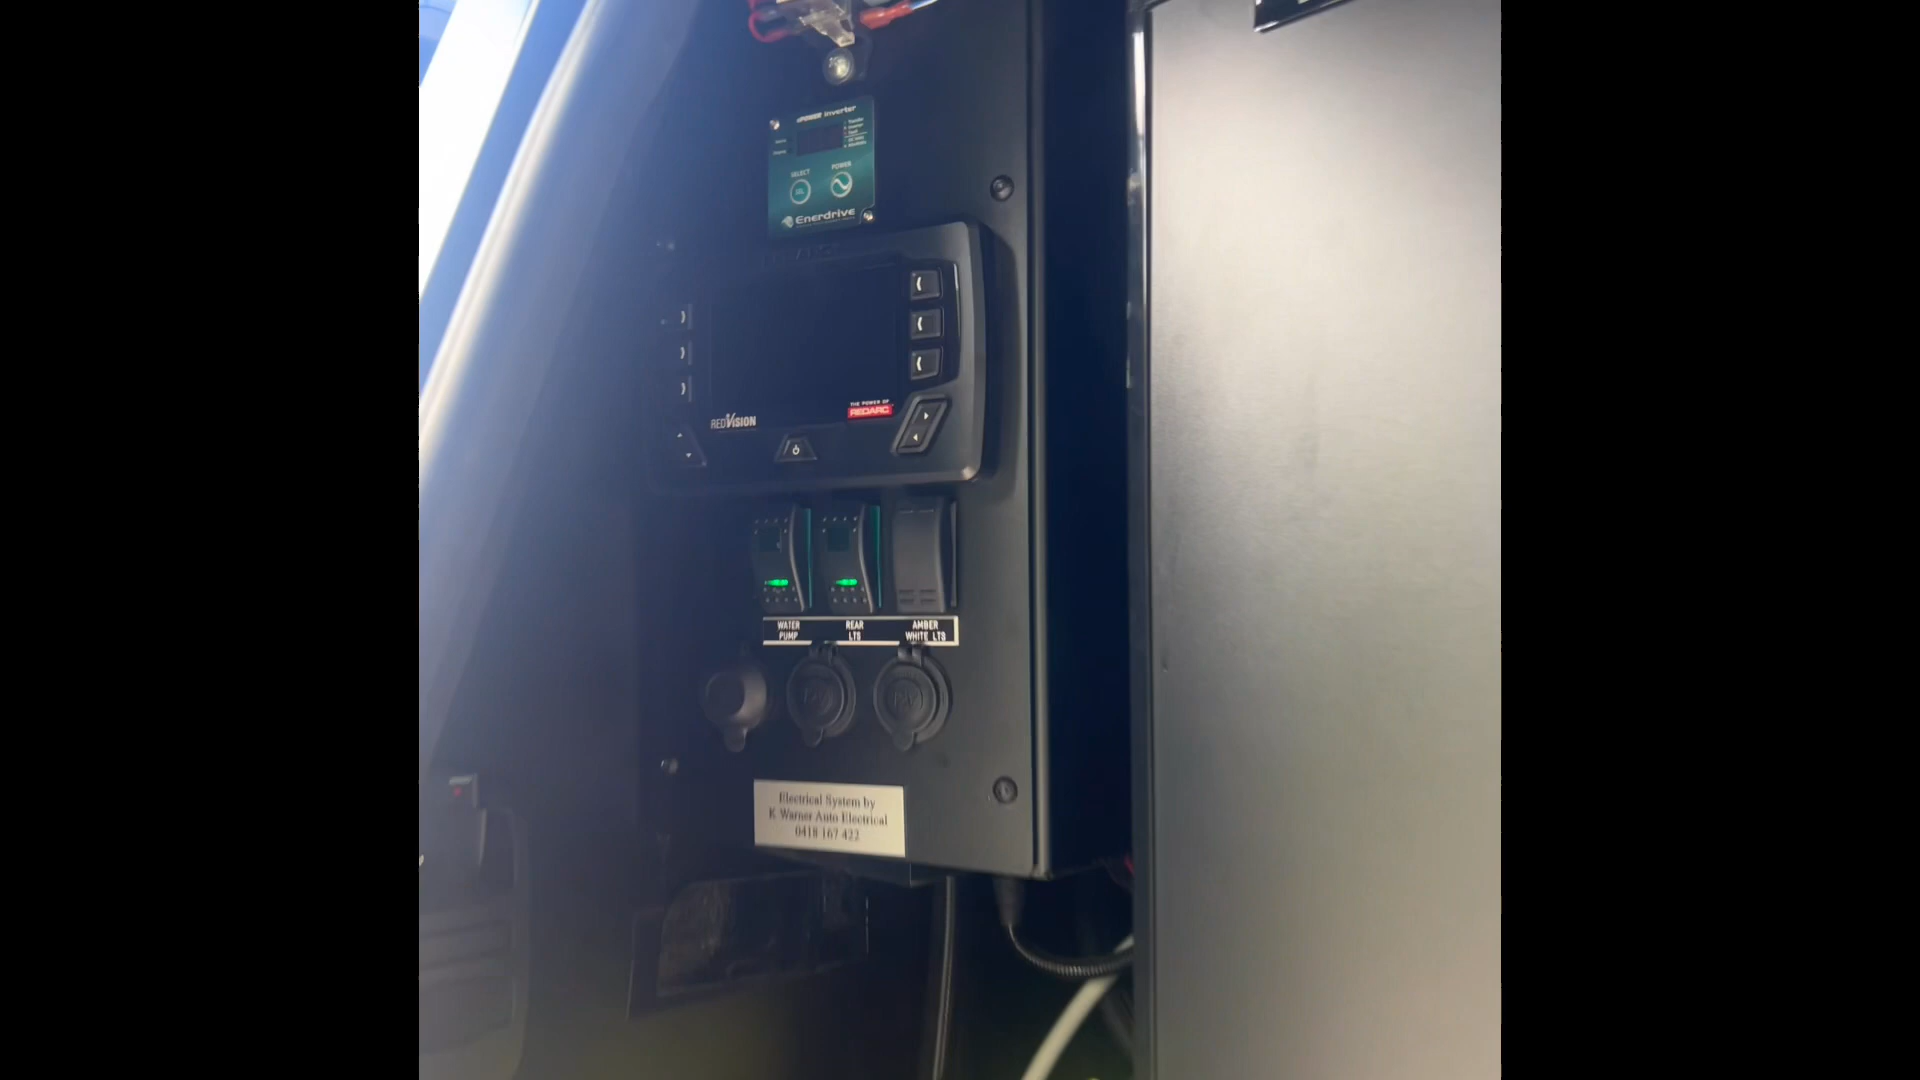 ePOWER inverter
SELECT
POWER
Enerdrive
REDVISION
THE POWER OF
REDARC
WATER
PUMP
REAR
LTS
AMBER
WHITE LTS
Electrical System by
K Warner Auto Electrical
0418 167 422